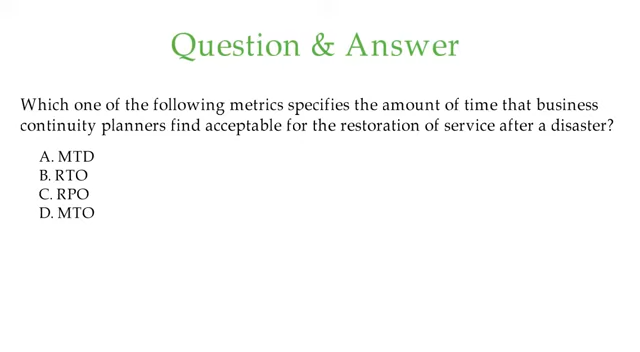 Question & Answer
Which one of the following metrics specifies the amount of time that business
continuity planners find acceptable for the restoration of service after a disaster?
A. MTD
B. RTO
C. RPO
D. MTO